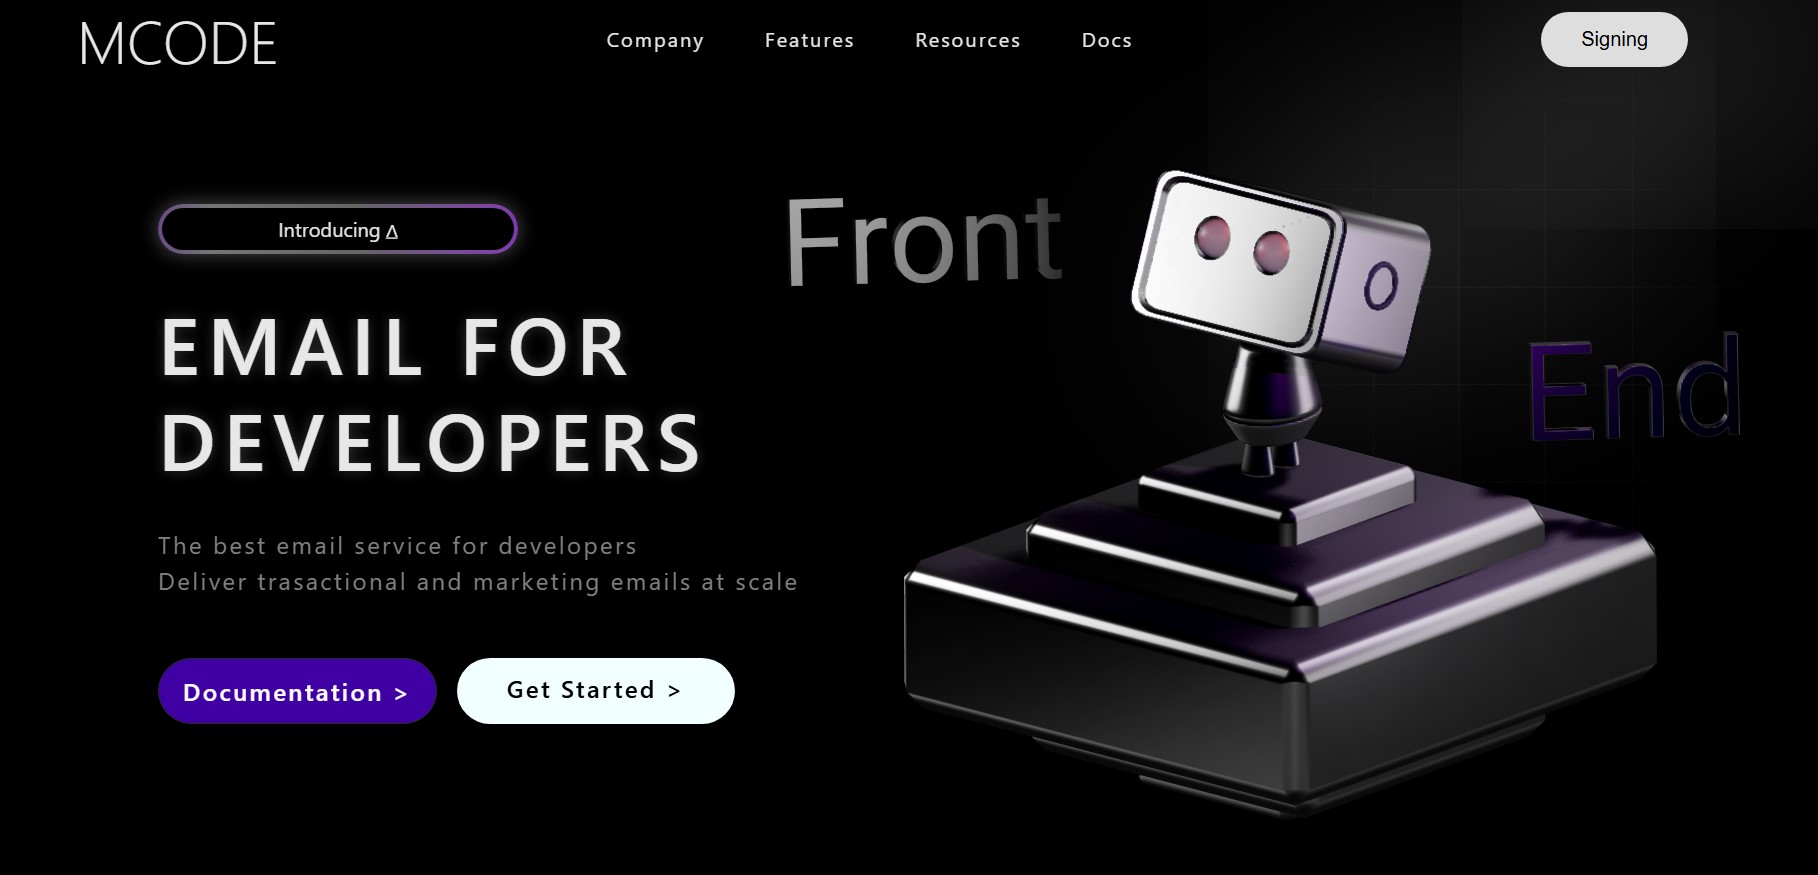 MCODE
Company Features Resources Docs
Signing
Introducing Δ
EMAIL FOR
DEVELOPERS
The best email service for developers
Deliver trasactional and marketing emails at scale
Documentation >
Get Started >
Front
End